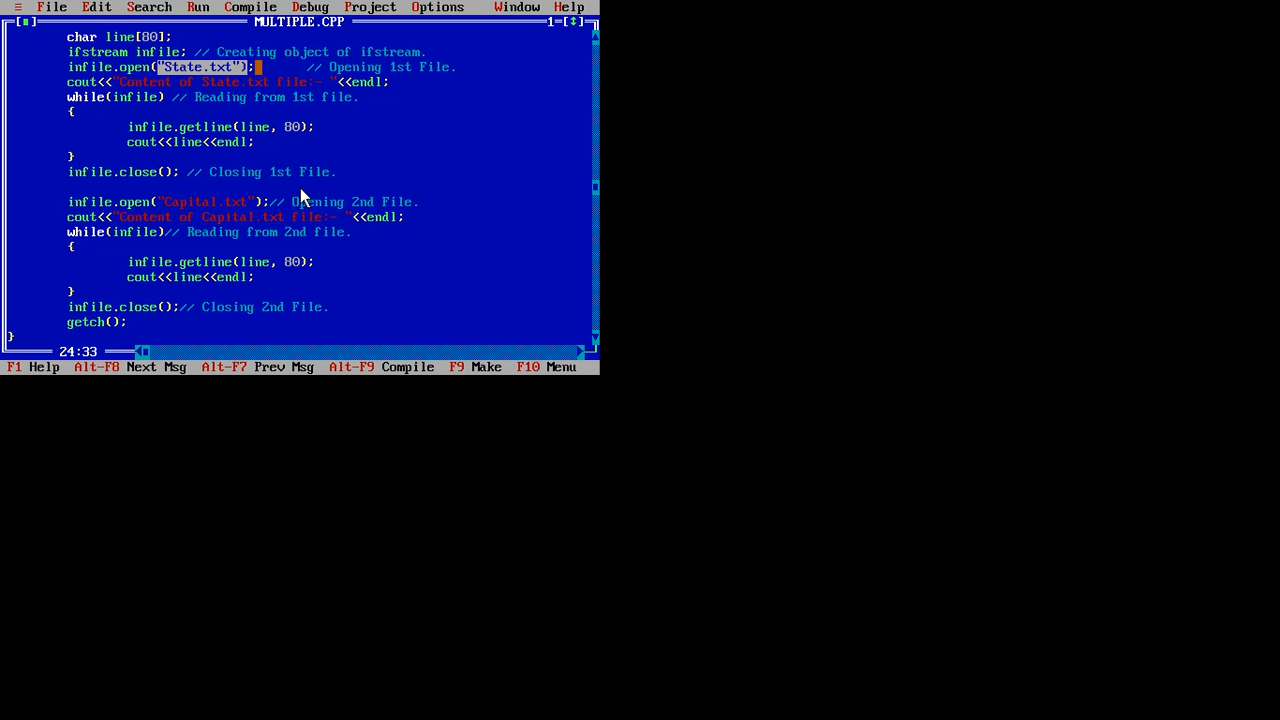 ≡ File Edit Search Run Compile Debug Project Options Window Help
[■] MULTIPLE.CPP 1=[↕]
char line[80];
ifstream infile; // Creating object of ifstream.
infile.open("State.txt"); // Opening 1st File.
cout<<"Content of State.txt file:- "<<endl;
while(infile) // Reading from 1st file.
{
infile.getline(line, 80);
cout<<line<<endl;
}
infile.close(); // Closing 1st File.
infile.open("Capital.txt");// Opening 2nd File.
cout<<"Content of Capital.txt file:- "<<endl;
while(infile)// Reading from 2nd file.
{
infile.getline(line, 80);
cout<<line<<endl;
}
infile.close();// Closing 2nd File.
getch();
}
24:33
F1 Help Alt-F8 Next Msg Alt-F7 Prev Msg Alt-F9 Compile F9 Make F10 Menu